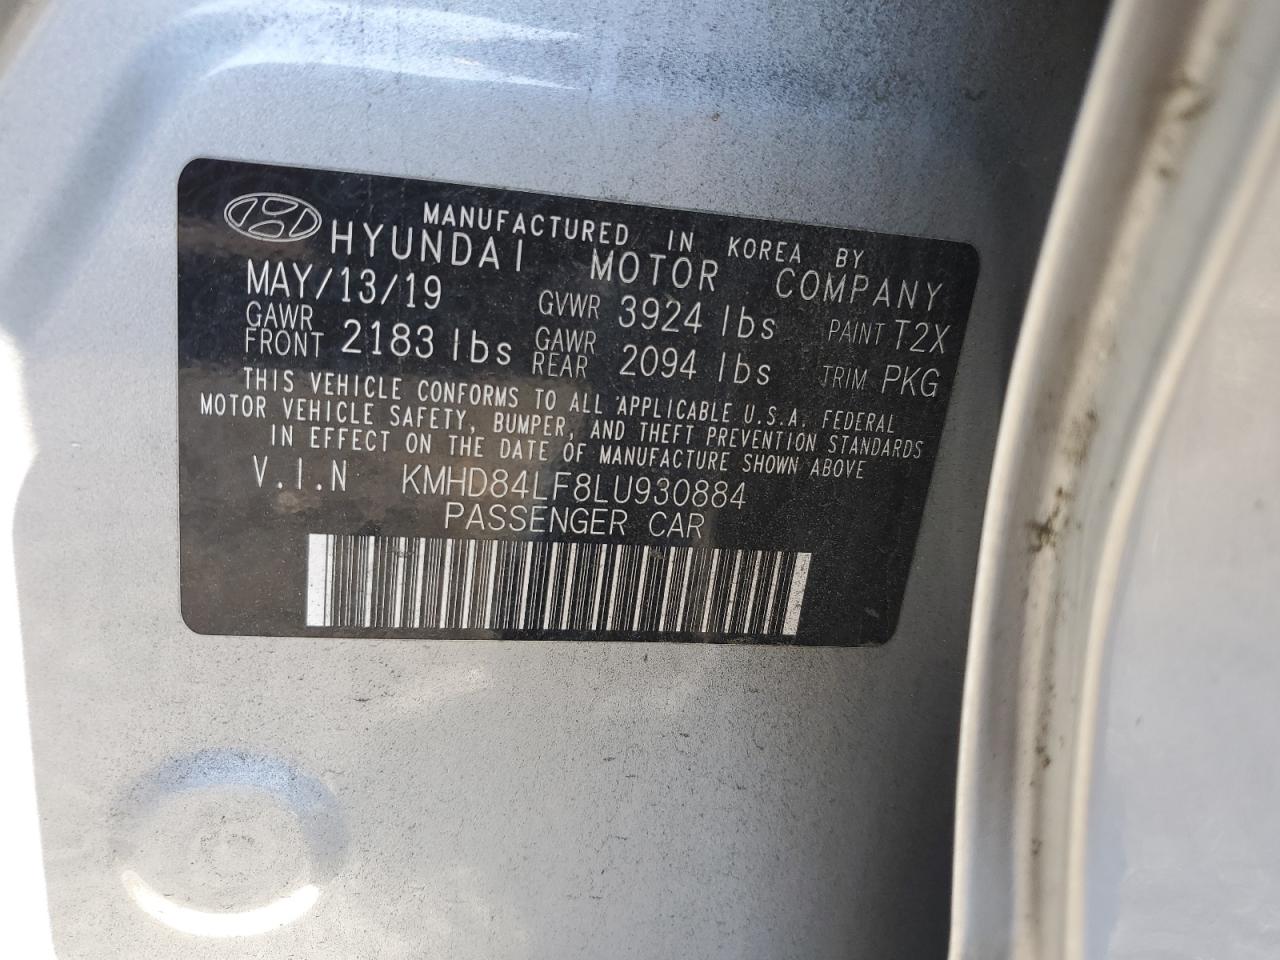 MANUFACTURED IN KOREA BY
HYUNDAI MOTOR COMPANY
MAY/13/19 GVWR 3924 lbs PAINT T2X
GAWR FRONT 2183 lbs GAWR REAR 2094 lbs TRIM PKG
THIS VEHICLE CONFORMS TO ALL APPLICABLE U.S.A. FEDERAL
MOTOR VEHICLE SAFETY, BUMPER, AND THEFT PREVENTION STANDARDS
IN EFFECT ON THE DATE OF MANUFACTURE SHOWN ABOVE
V.I.N KMHD84LF8LU930884
PASSENGER CAR